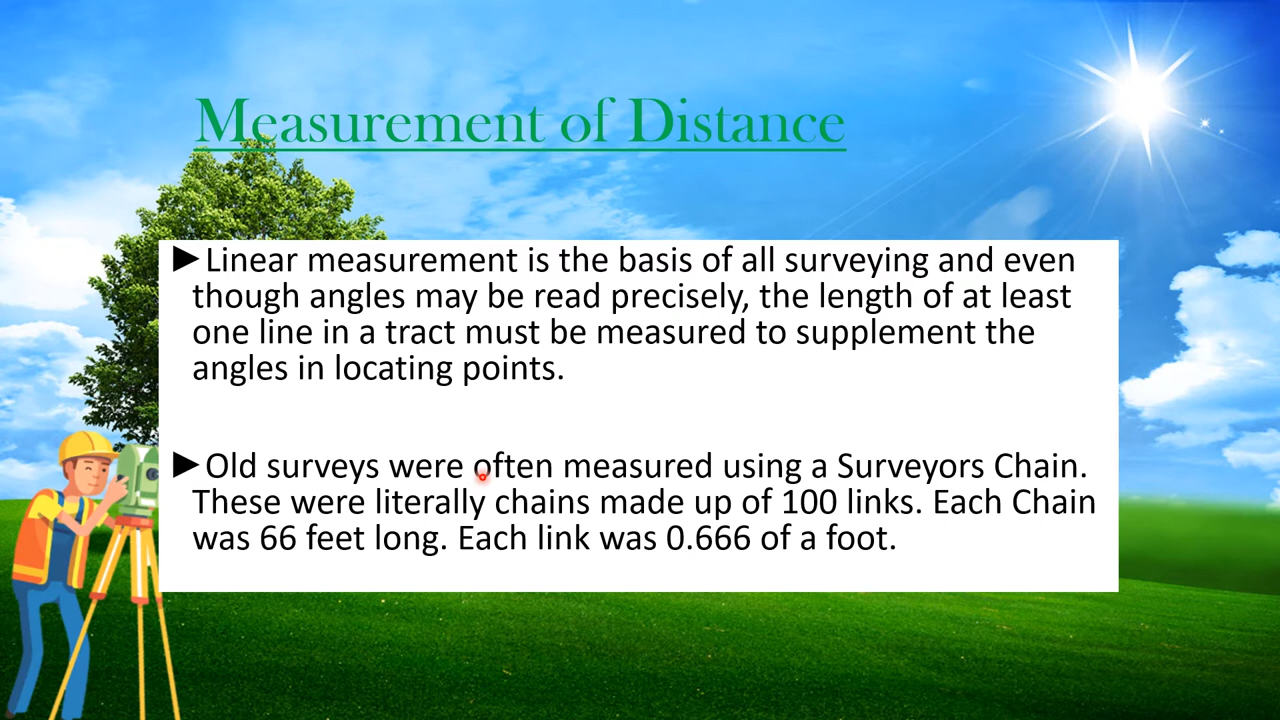 Measurement of Distance
►Linear measurement is the basis of all surveying and even
though angles may be read precisely, the length of at least
one line in a tract must be measured to supplement the
angles in locating points.
►Old surveys were often measured using a Surveyors Chain.
These were literally chains made up of 100 links. Each Chain
was 66 feet long. Each link was 0.666 of a foot.